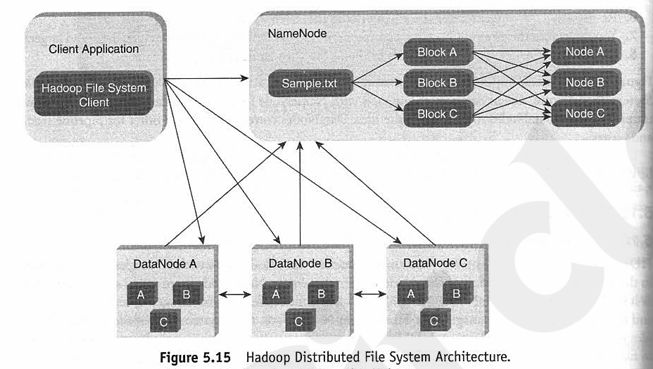 Client Application
Hadoop File System
Client
NameNode
Sample.txt
Block A
Block B
Block C
Node A
Node B
Node C
DataNode A
A
B
C
DataNode B
A
B
C
DataNode C
A
B
C
Figure 5.15 Hadoop Distributed File System Architecture.